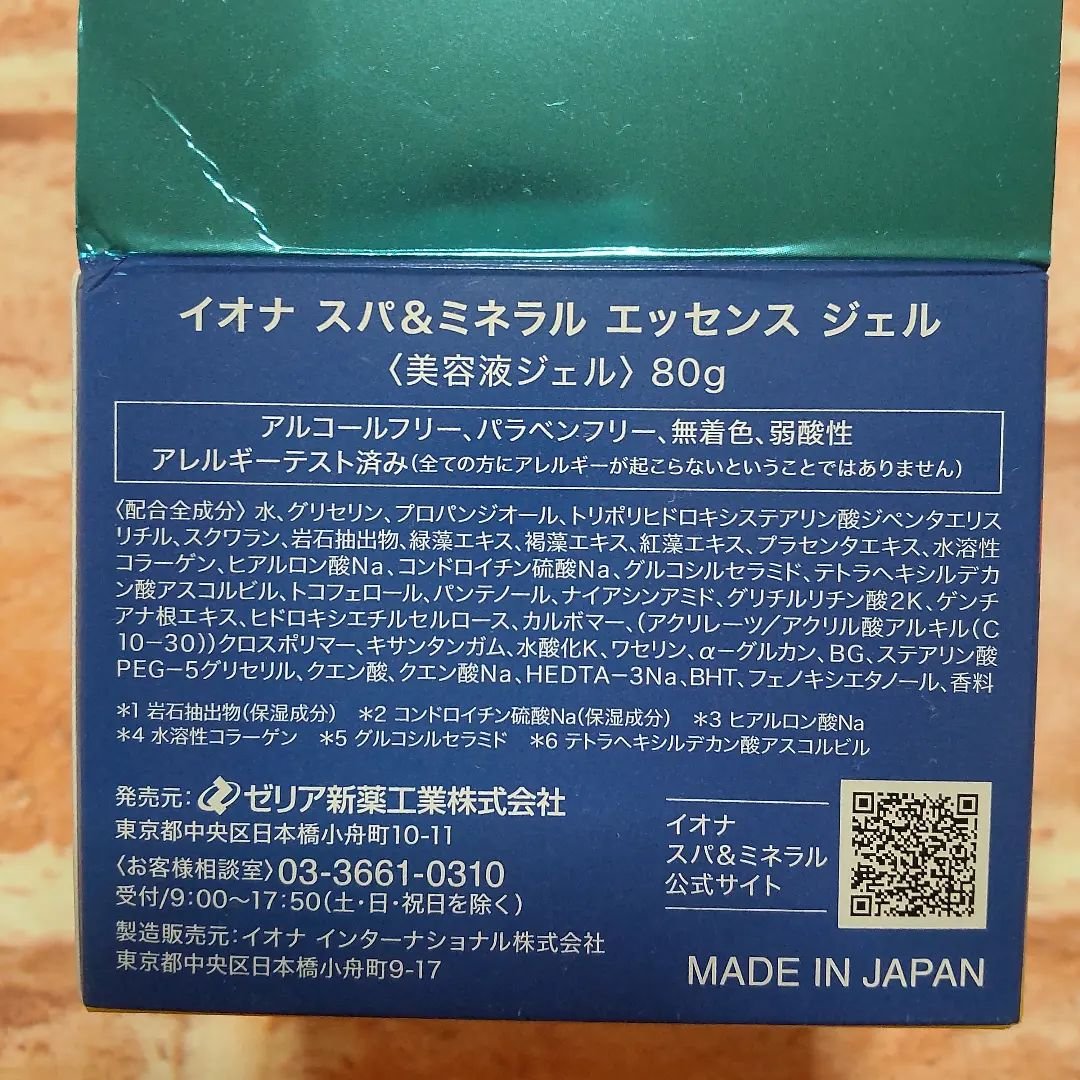 イオナ スパ&ミネラル エッセンス ジェル
〈美容液ジェル〉 80g
アルコールフリー、パラベンフリー、無着色、弱酸性
アレルギーテスト済み(全ての方にアレルギーが起こらないということではありません)
〈配合全成分〉 水、グリセリン、プロパンジオール、トリポリヒドロキシステアリン酸ジペンタエリス
リチル、スクワラン、岩石抽出物、緑藻エキス、褐藻エキス、紅藻エキス、プラセンタエキス、水溶性
コラーゲン、ヒアルロン酸Na、コンドロイチン硫酸Na、グルコシルセラミド、テトラヘキシルデカ
ン酸アスコルビル、トコフェロール、パンテノール、ナイアシンアミド、グリチルリチン酸2K、ゲンチ
アナ根エキス、ヒドロキシエチルセルロース、カルボマー、(アクリレーツ/アクリル酸アルキル(C
10-30))クロスポリマー、キサンタンガム、水酸化K、ワセリン、α-グルカン、BG、ステアリン酸
PEG-5グリセリル、クエン酸、クエン酸Na、HEDTA-3Na、BHT、フェノキシエタノール、香料
*1 岩石抽出物(保湿成分) *2 コンドロイチン硫酸Na(保湿成分) *3 ヒアルロン酸Na
*4 水溶性コラーゲン *5 グルコシルセラミド *6 テトラヘキシルデカン酸アスコルビル
発売元: ゼリア新薬工業株式会社
東京都中央区日本橋小舟町10-11
〈お客様相談室〉03-3661-0310
受付/9:00〜17:50(土・日・祝日を除く)
製造販売元:イオナ インターナショナル株式会社
東京都中央区日本橋小舟町9-17
イオナ
スパ&ミネラル
公式サイト
MADE IN JAPAN